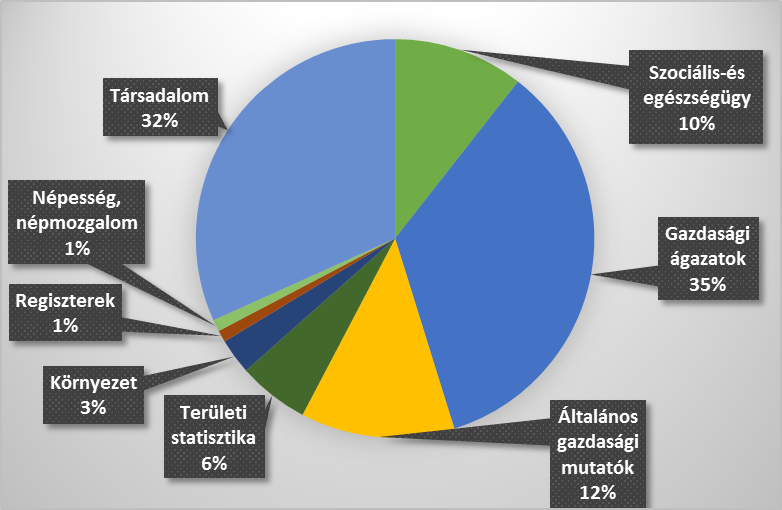 Szociális-és
egészségügy
10%
Gazdasági
ágazatok
35%
Általános
gazdasági
mutatók
12%
Területi
statisztika
6%
Környezet
3%
Regiszterek
1%
Népesség,
népmozgalom
1%
Társadalom
32%